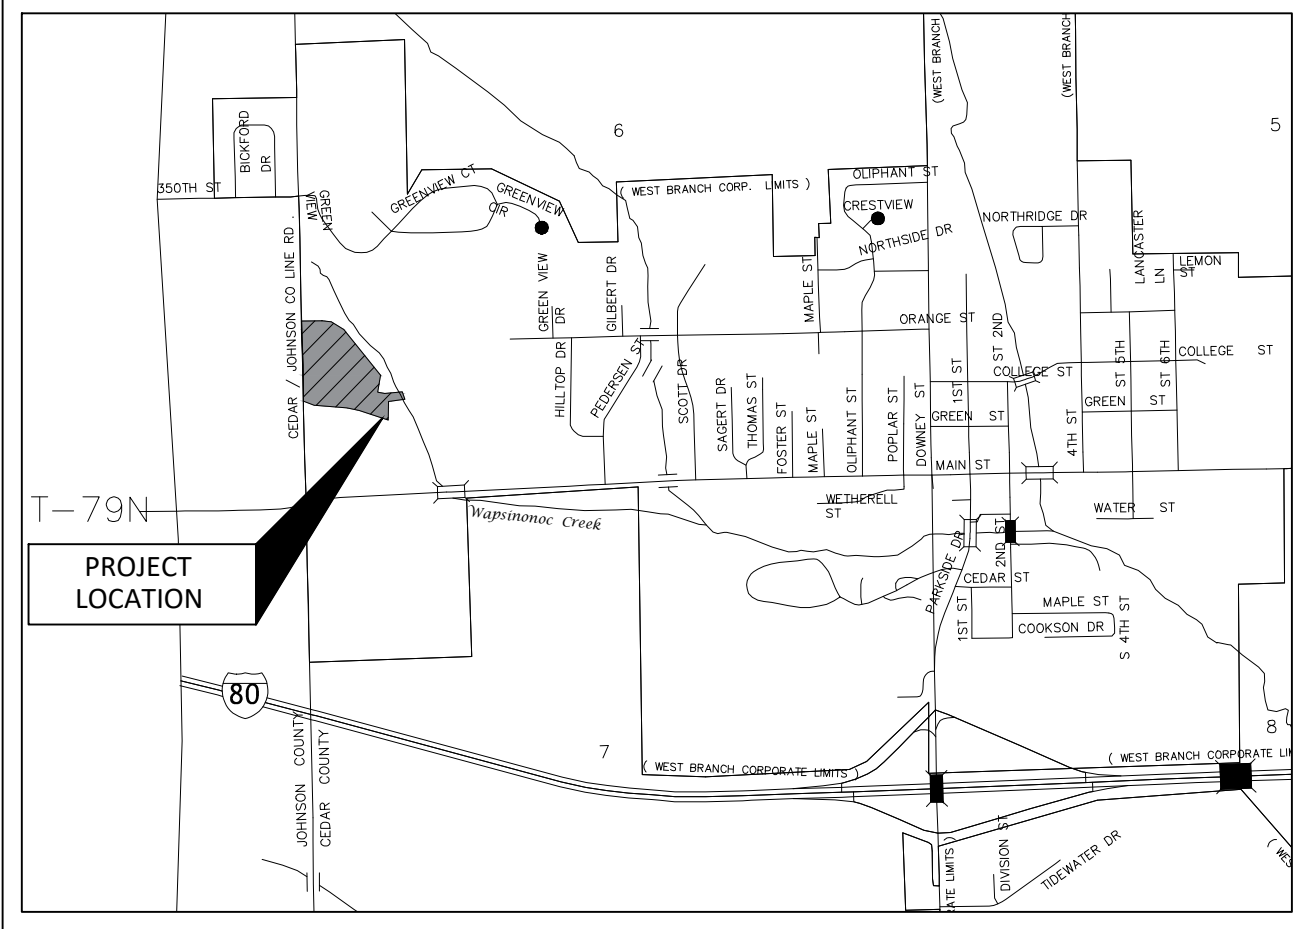 (WEST BRANCH
(WEST BRANCH
6
5
BICKFORD
DR
350TH ST
GREEN
VIEW
GREENVIEW CT
GREENVIEW
CIR
( WEST BRANCH CORP. LIMITS )
OLIPHANT ST
CRESTVIEW
NORTHSIDE DR
NORTHRIDGE DR
LANCASTER
LN
LEMON
ST
CEDAR / JOHNSON CO LINE RD.
GREEN VIEW
DR
GILBERT DR
MAPLE ST
ORANGE ST
ST 2ND
HILLTOP DR
PEDERSEN ST
SCOTT DR
SAGERT DR
THOMAS ST
FOSTER ST
MAPLE ST
OLIPHANT ST
POPLAR ST
DOWNEY ST
1ST ST
COLLEGE ST
GREEN ST
MAIN ST
4TH ST
ST 5TH
ST 6TH
COLLEGE ST
GREEN ST
T-79N
Wapsinonoc Creek
WETHERELL
ST
WATER ST
PROJECT
LOCATION
PARKSIDE DR
2ND ST
CEDAR ST
1ST ST
MAPLE ST
COOKSON DR
S 4TH ST
80
JOHNSON COUNTY
CEDAR COUNTY
7
8
( WEST BRANCH CORPORATE LIMITS )
( WEST BRANCH CORPORATE LI
RATE LIMITS )
DIVISION ST
TIDEWATER DR
( WES